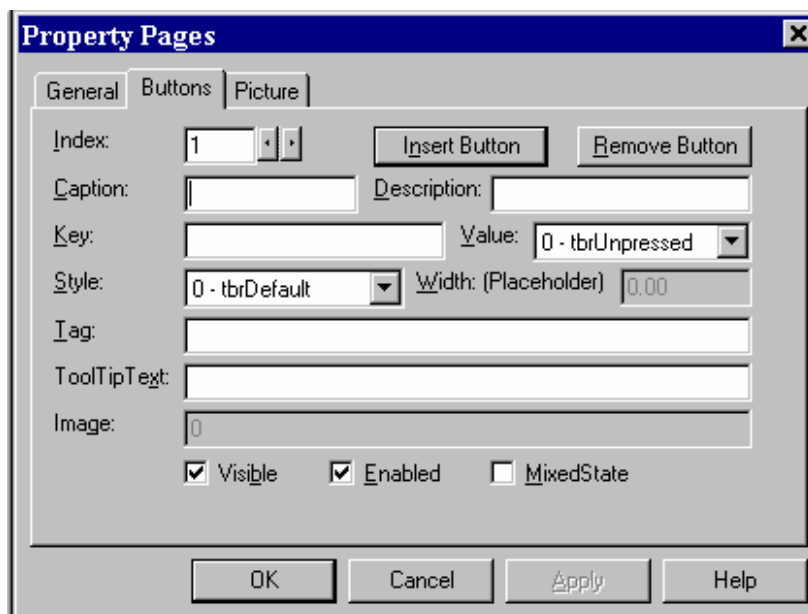 Property Pages
General Buttons Picture
Index: 1 Insert Button Remove Button
Caption: Description:
Key: Value: 0 - tbrUnpressed
Style: 0 - tbrDefault Width: (Placeholder) 0.00
Tag:
ToolTipText:
Image: 0
Visible Enabled MixedState
OK Cancel Apply Help